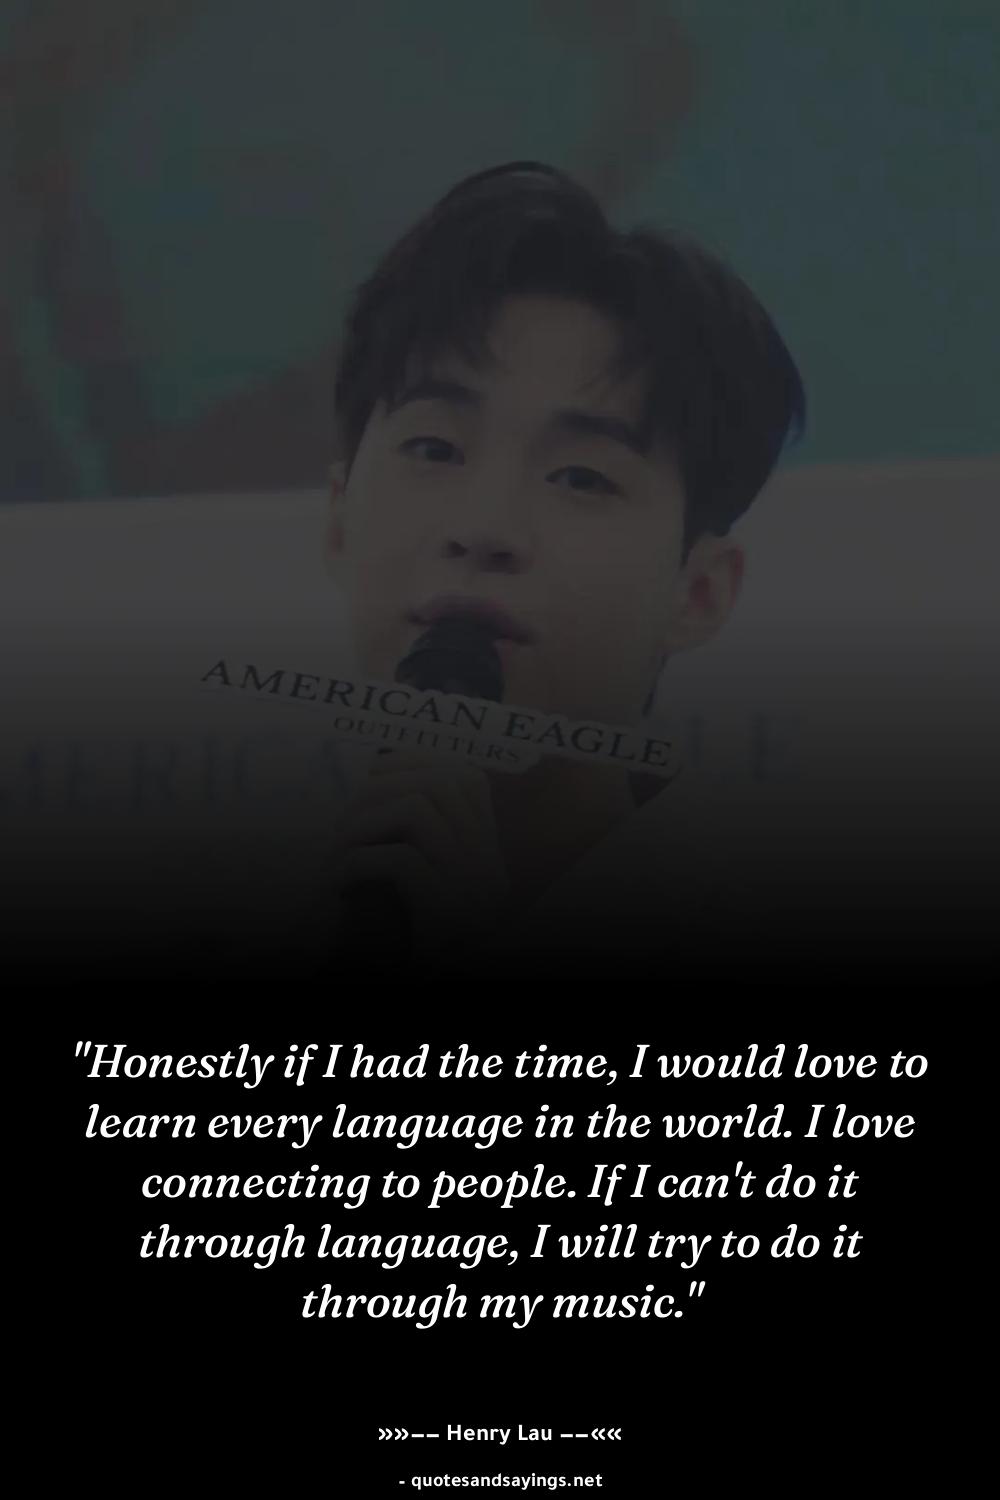 AMERICAN EAGLE
OUTFITTERS
MERICA LE
"Honestly if I had the time, I would love to
learn every language in the world. I love
connecting to people. If I can't do it
through language, I will try to do it
through my music."
»»–– Henry Lau ––««
- quotesandsayings.net